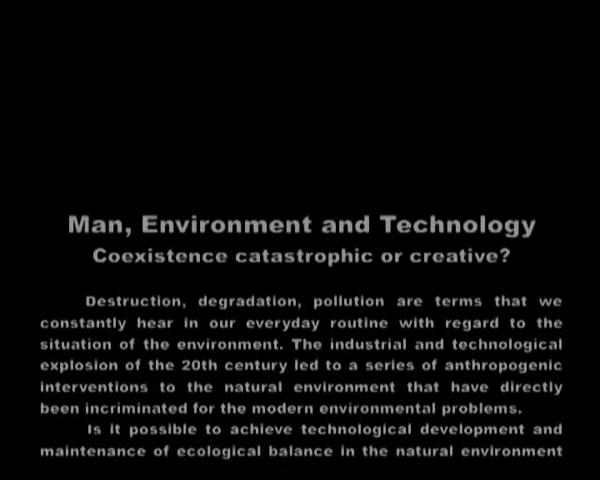 Man, Environment and Technology
Coexistence catastrophic or creative?
Destruction, degradation, pollution are terms that we
constantly hear in our everyday routine with regard to the
situation of the environment. The industrial and technological
explosion of the 20th century led to a series of anthropogenic
interventions to the natural environment that have directly
been incriminated for the modern environmental problems.
Is it possible to achieve technological development and
maintenance of ecological balance in the natural environment